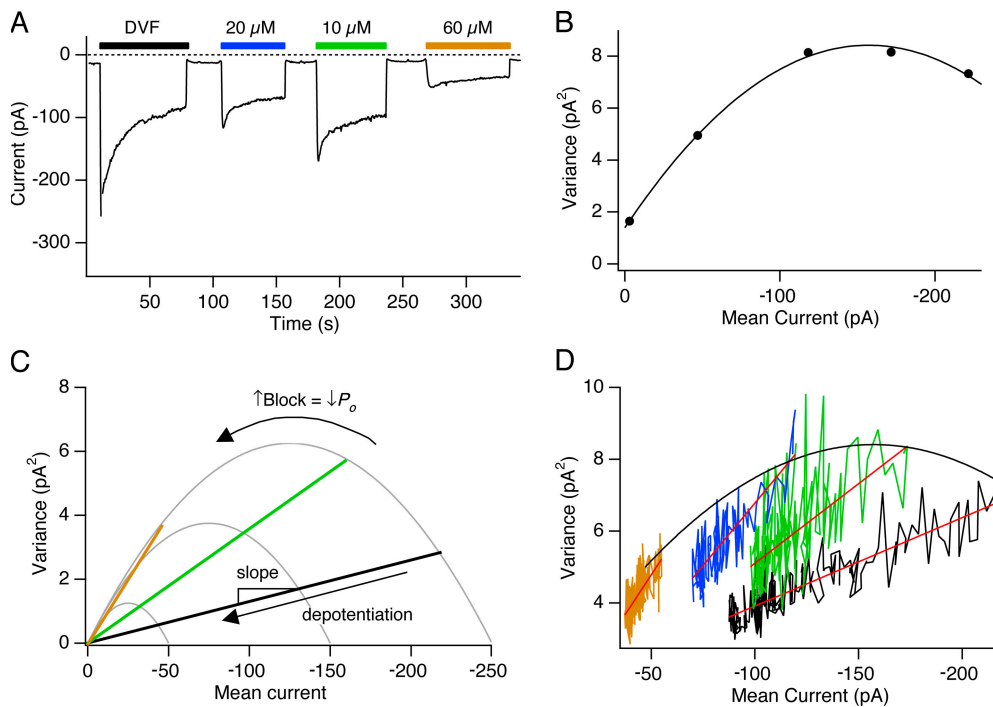 A
DVF
20 µM
10 µM
60 µM
0
-100
-200
-300
Current (pA)
50
100
150
200
250
300
Time (s)
B
8
6
4
2
0
Variance (pA²)
0
-100
-200
Mean Current (pA)
C
8
6
4
2
0
Variance (pA²)
↑Block = ↓Pₒ
slope
depotentiation
0
-50
-100
-150
-200
-250
Mean current
D
10
8
6
4
Variance (pA²)
-50
-100
-150
-200
Mean Current (pA)